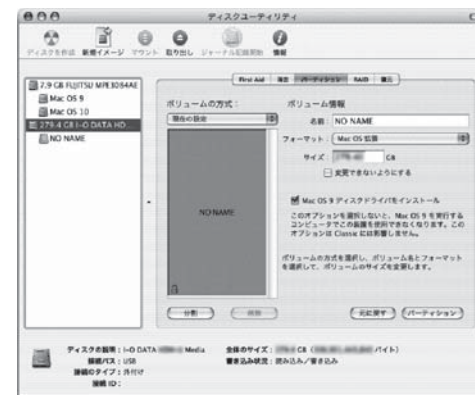 ディスクユーティリティ
ディスクを作成 新規イメージ マウント 取り出し ジャーナル記録開始 情報
First Aid 消去 パーティション RAID 復元
2.9 GB FUJITSU MPE3064AE
Mac OS 9
Mac OS 10
279.4 GB I-O DATA HD
NO NAME
ボリュームの方式：
現在の設定
NO NAME
分割 削除
ボリューム情報
名前： NO NAME
フォーマット： Mac OS 拡張
サイズ： GB
変更できないようにする
Mac OS 9 ディスクドライバをインストール
このオプションを選択しないと、Mac OS 9 を実行する
コンピュータでこの装置を使用できなくなります。この
オプションは Classic には影響しません。
ボリュームの方式を選択し、ボリューム名とフォーマット
を選択して、ボリュームのサイズを変更します。
元に戻す パーティション
ディスクの説明：I-O DATA Media
接続バス：USB
接続のタイプ：外付け
接続 ID：
全体のサイズ： GB ( バイト)
書き込み状況：読み込み／書き込み